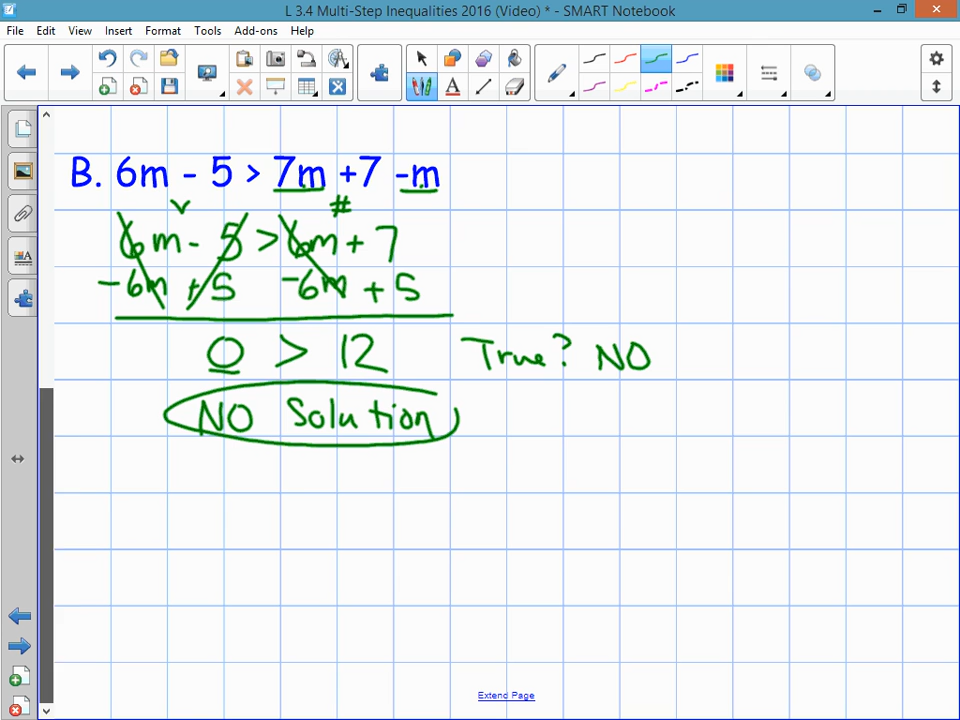 L 3.4 Multi-Step Inequalities 2016 (Video) * - SMART Notebook
File Edit View Insert Format Tools Add-ons Help
B. 6m - 5 > 7m +7 -m
v #
6m - 5 > 6m + 7
-6m + 5 -6m + 5
0 > 12 True? NO
NO Solution
Extend Page